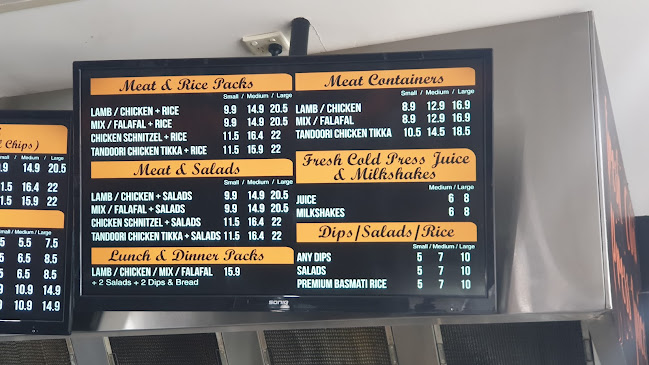 Chips)
Small / Medium / Large
9.9 14.9 20.5
11.5 16.4 22
11.5 15.9 22
Small / Medium / Large
5 5.5 7.5
5 6.5 8.5
5 6.5 8.5
10.9 14.9
10.9 14.9
Meat & Rice Packs
Small / Medium / Large
LAMB / CHICKEN + RICE 9.9 14.9 20.5
MIX / FALAFAL + RICE 9.9 14.9 20.5
CHICKEN SCHNITZEL + RICE 11.5 16.4 22
TANDOORI CHICKEN TIKKA + RICE 11.5 15.9 22
Meat & Salads
Small / Medium / Large
LAMB / CHICKEN + SALADS 9.9 14.9 20.5
MIX / FALAFAL + SALADS 9.9 14.9 20.5
CHICKEN SCHNITZEL + SALADS 11.5 16.4 22
TANDOORI CHICKEN TIKKA + SALADS 11.5 16.4 22
Lunch & Dinner Packs
LAMB / CHICKEN / MIX / FALAFAL 15.9
+ 2 Salads + 2 Dips & Bread
Meat Containers
Small / Medium / Large
LAMB / CHICKEN 8.9 12.9 16.9
MIX / FALAFAL 8.9 12.9 16.9
TANDOORI CHICKEN TIKKA 10.5 14.5 18.5
Fresh Cold Press Juice
& Milkshakes
Medium / Large
JUICE 6 8
MILKSHAKES 6 8
Dips/Salads/Rice
Small / Medium / Large
ANY DIPS 5 7 10
SALADS 5 7 10
PREMIUM BASMATI RICE 5 7 10
soniq